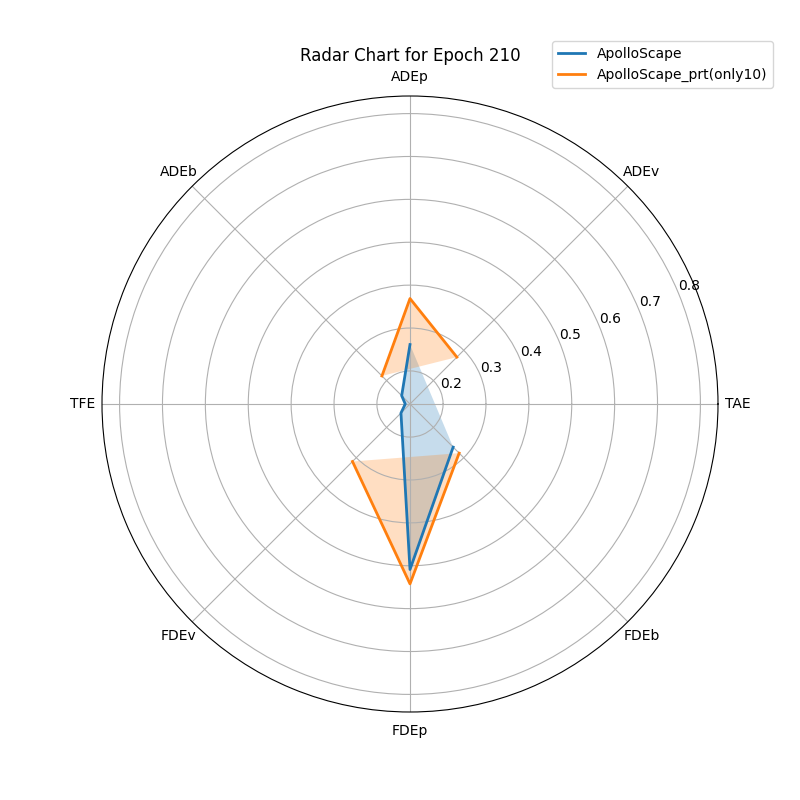 Radar Chart for Epoch 210
ApolloScape
ApolloScape_prt(only10)
ADEp
ADEb
ADEv
0.8
0.7
0.6
0.5
0.4
0.3
0.2
TFE
TAE
FDEv
FDEb
FDEp